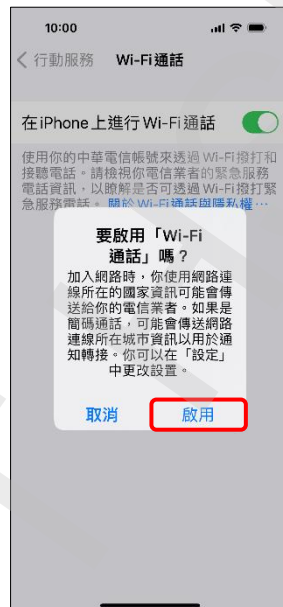 10:00
行動服務 Wi-Fi通話
在iPhone上進行Wi-Fi通話
使用你的中華電信帳號來透過 Wi-Fi撥打和
接聽電話。請檢視你電信業者的緊急服務
電話資訊，以瞭解是否可透過 Wi-Fi撥打緊
急服務電話。 關於 Wi-Fi通話與隱私權…
要啟用「Wi-Fi
通話」嗎？
加入網路時，你使用網路連
線所在的國家資訊可能會傳
送給你的電信業者。如果是
簡碼通話，可能會傳送網路
連線所在城市資訊以用於通
知轉接。你可以在「設定」
中更改設置。
取消 啟用